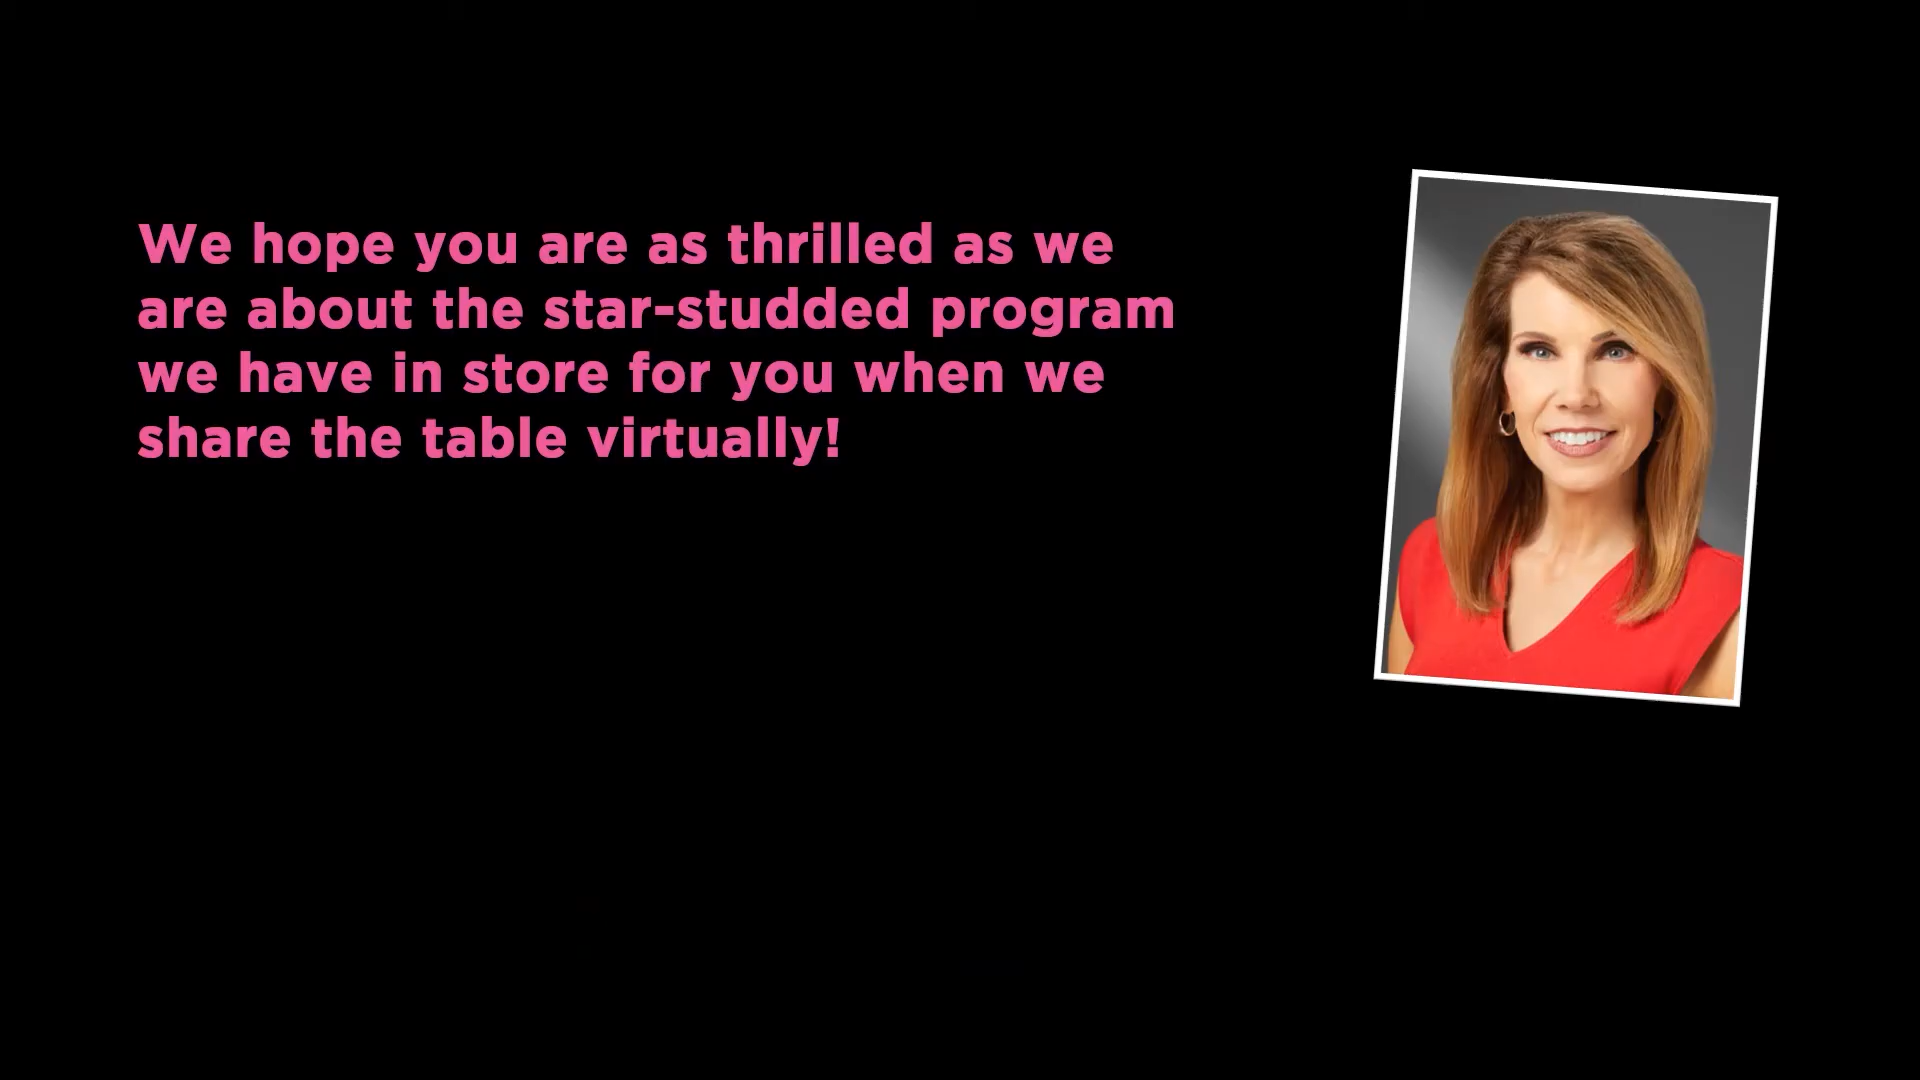 We hope you are as thrilled as we
are about the star-studded program
we have in store for you when we
share the table virtually!